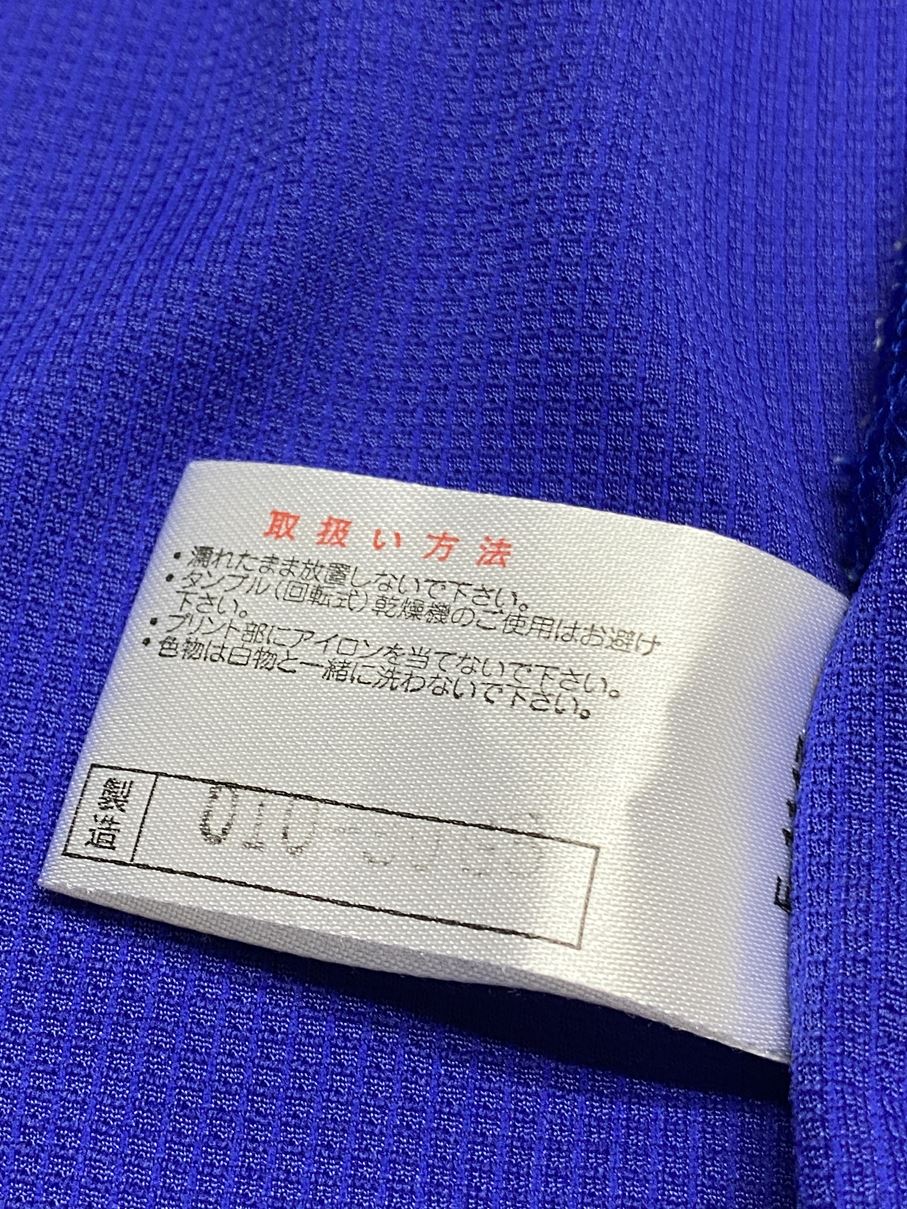 取扱い方法
・濡れたまま放置しないで下さい。
・タンブル（回転式）乾燥機のご使用はお避け
下さい。
・プリント部にアイロンを当てないで下さい。
・色物は白物と一緒に洗わないで下さい。
製造
010